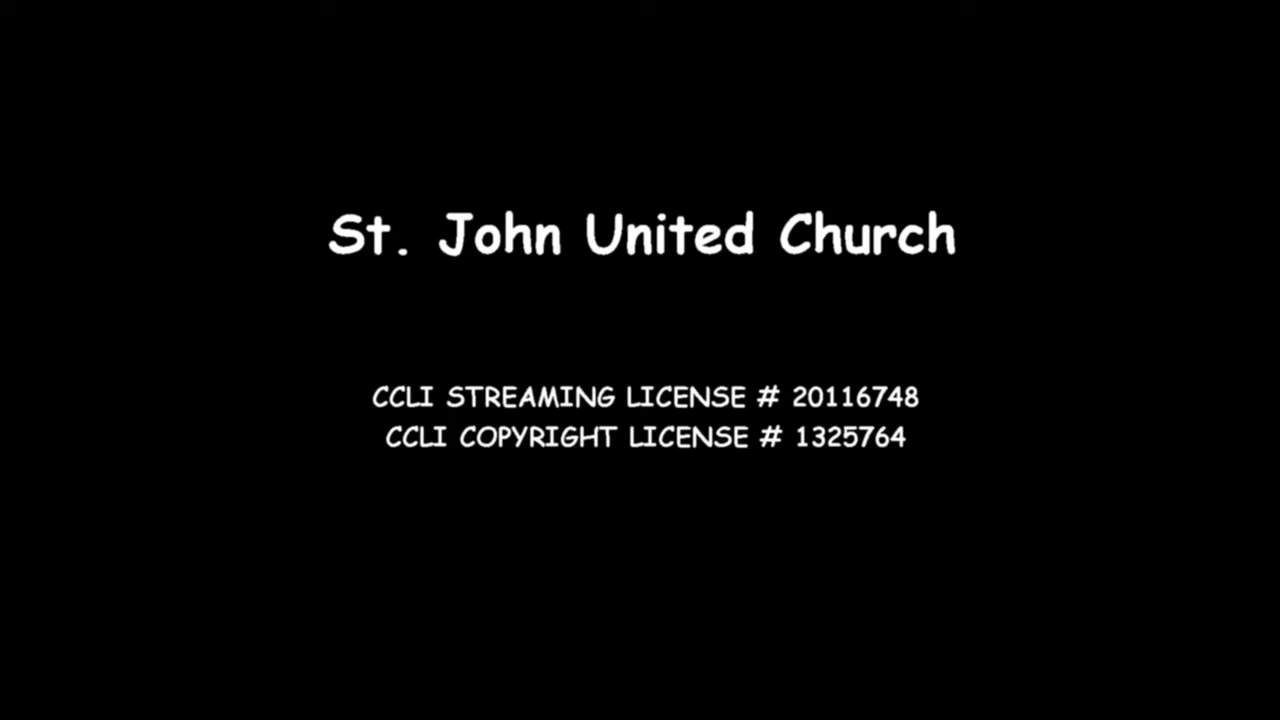 St. John United Church
CCLI STREAMING LICENSE # 20116748
CCLI COPYRIGHT LICENSE # 1325764